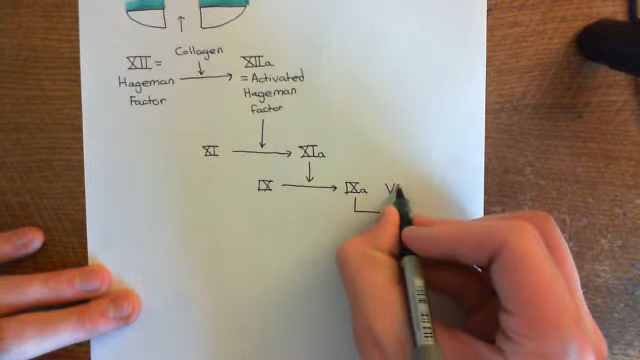 Collagen
XII =
Hageman
Factor
XIIa
= Activated
Hageman
Factor
XI
XIa
IX
IXa
V